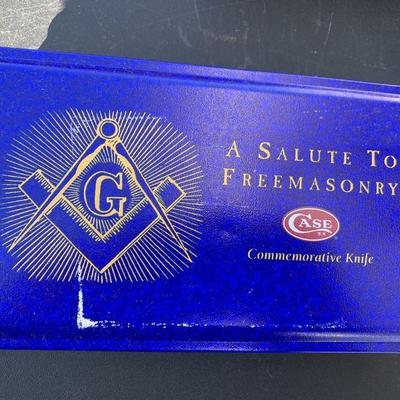 G
A SALUTE TO
FREEMASONRY
CASE
XX
Commemorative Knife